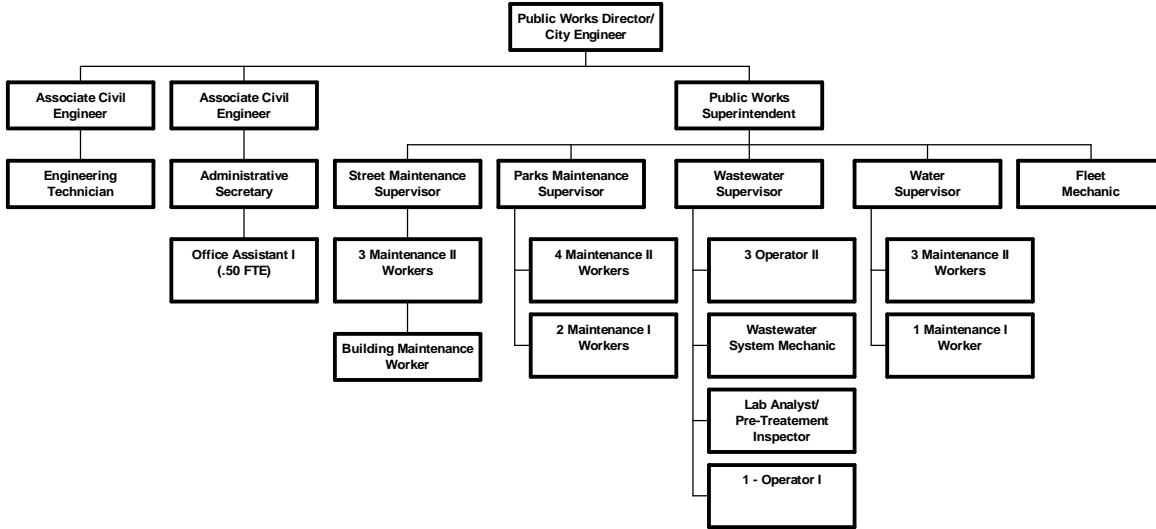 Public Works Director/
City Engineer
Associate Civil
Engineer
Associate Civil
Engineer
Public Works
Superintendent
Engineering
Technician
Administrative
Secretary
Street Maintenance
Supervisor
Parks Maintenance
Supervisor
Wastewater
Supervisor
Water
Supervisor
Fleet
Mechanic
Office Assistant I
(.50 FTE)
3 Maintenance II
Workers
4 Maintenance II
Workers
3 Operator II
3 Maintenance II
Workers
Building Maintenance
Worker
2 Maintenance I
Workers
Wastewater
System Mechanic
1 Maintenance I
Worker
Lab Analyst/
Pre-Treatement
Inspector
1 - Operator I